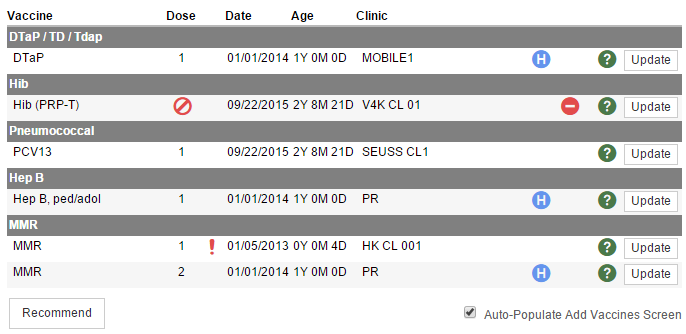 Vaccine Dose Date Age Clinic
DTaP / TD / Tdap
DTaP 1 01/01/2014 1Y 0M 0D MOBILE1 H ? Update
Hib
Hib (PRP-T) 09/22/2015 2Y 8M 21D V4K CL 01 ? Update
Pneumococcal
PCV13 1 09/22/2015 2Y 8M 21D SEUSS CL1 ? Update
Hep B
Hep B, ped/adol 1 01/01/2014 1Y 0M 0D PR H ? Update
MMR
MMR 1 ! 01/05/2013 0Y 0M 4D HK CL 001 ? Update
MMR 2 01/01/2014 1Y 0M 0D PR H ? Update
Recommend Auto-Populate Add Vaccines Screen